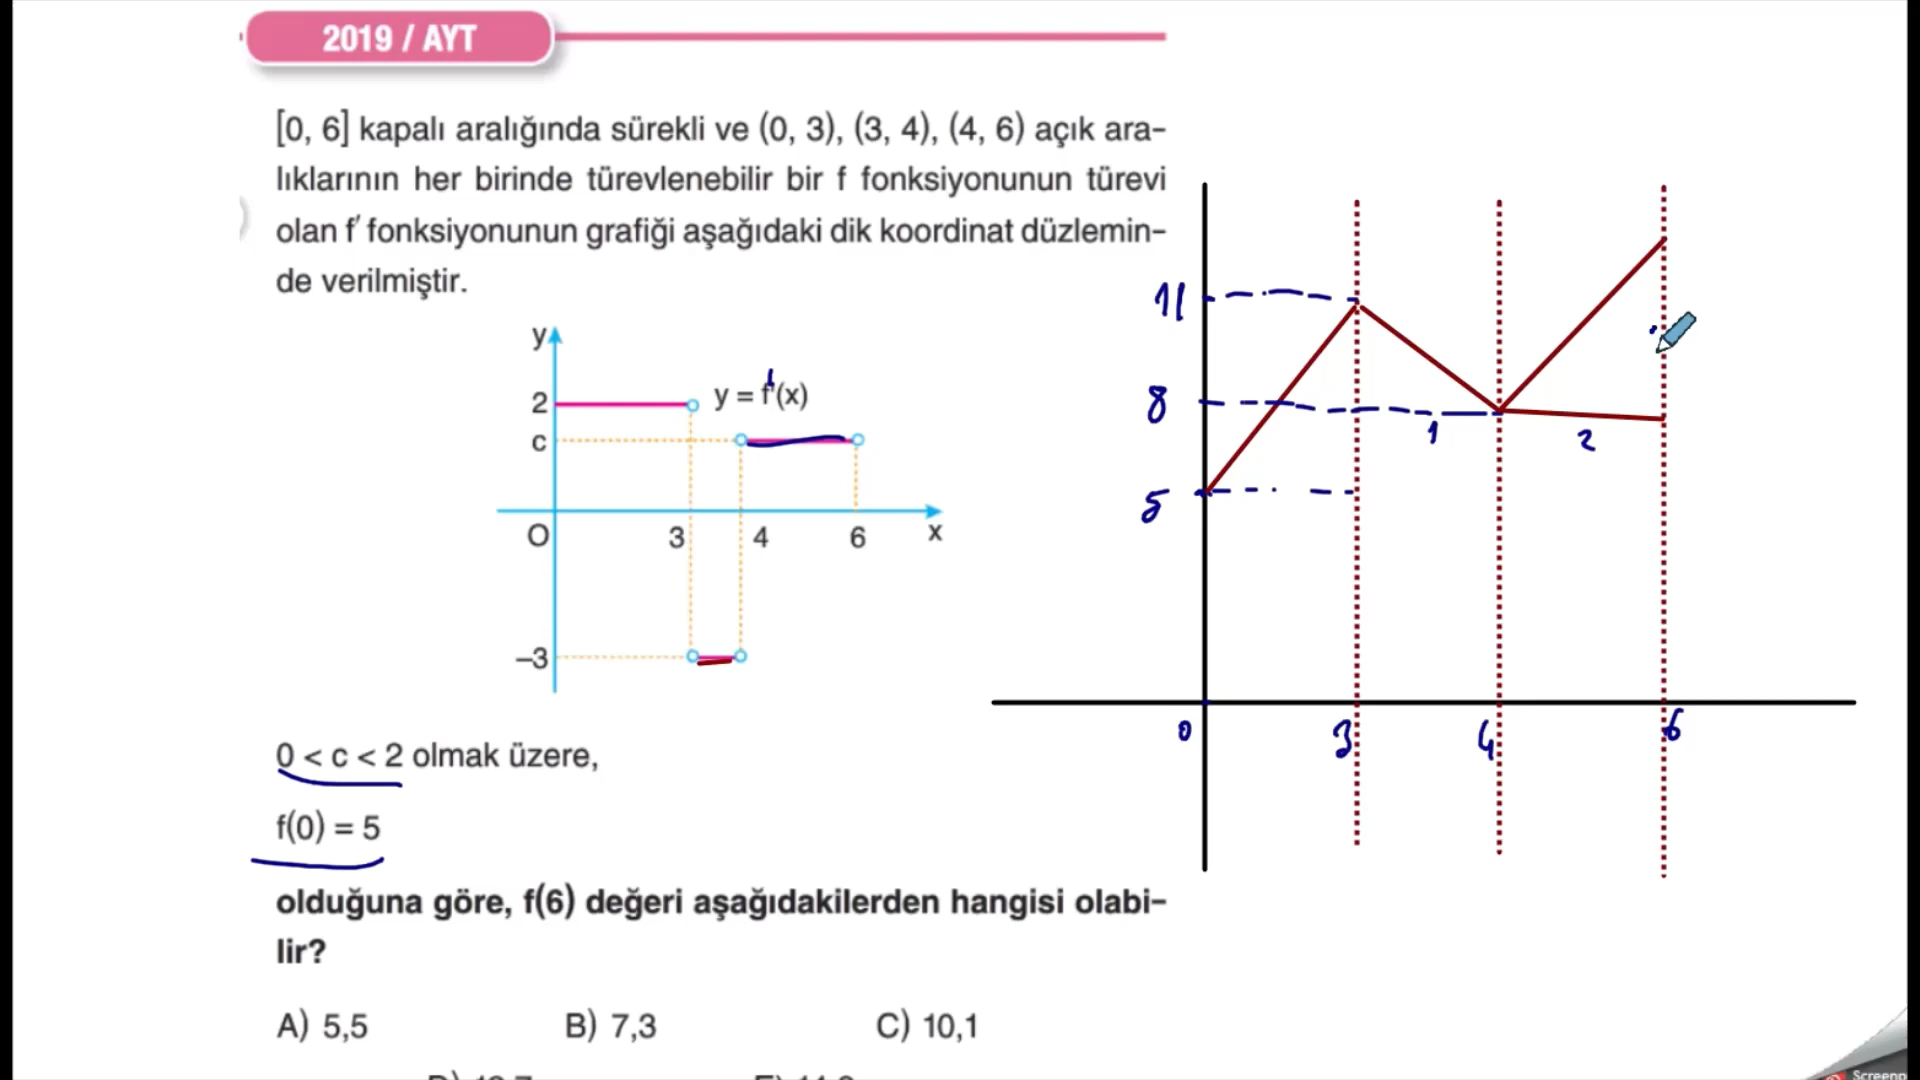 2019 / AYT
[0, 6] kapalı aralığında sürekli ve (0, 3), (3, 4), (4, 6) açık ara-
lıklarının her birinde türevlenebilir bir f fonksiyonunun türevi
olan f' fonksiyonunun grafiği aşağıdaki dik koordinat düzlemin-
de verilmiştir.
y
2
y = f'(x)
c
O
3
4
6
x
–3
11
8
1
2
5
0
3
4
6
0 < c < 2 olmak üzere,
f(0) = 5
olduğuna göre, f(6) değeri aşağıdakilerden hangisi olabi-
lir?
A) 5,5 B) 7,3 C) 10,1